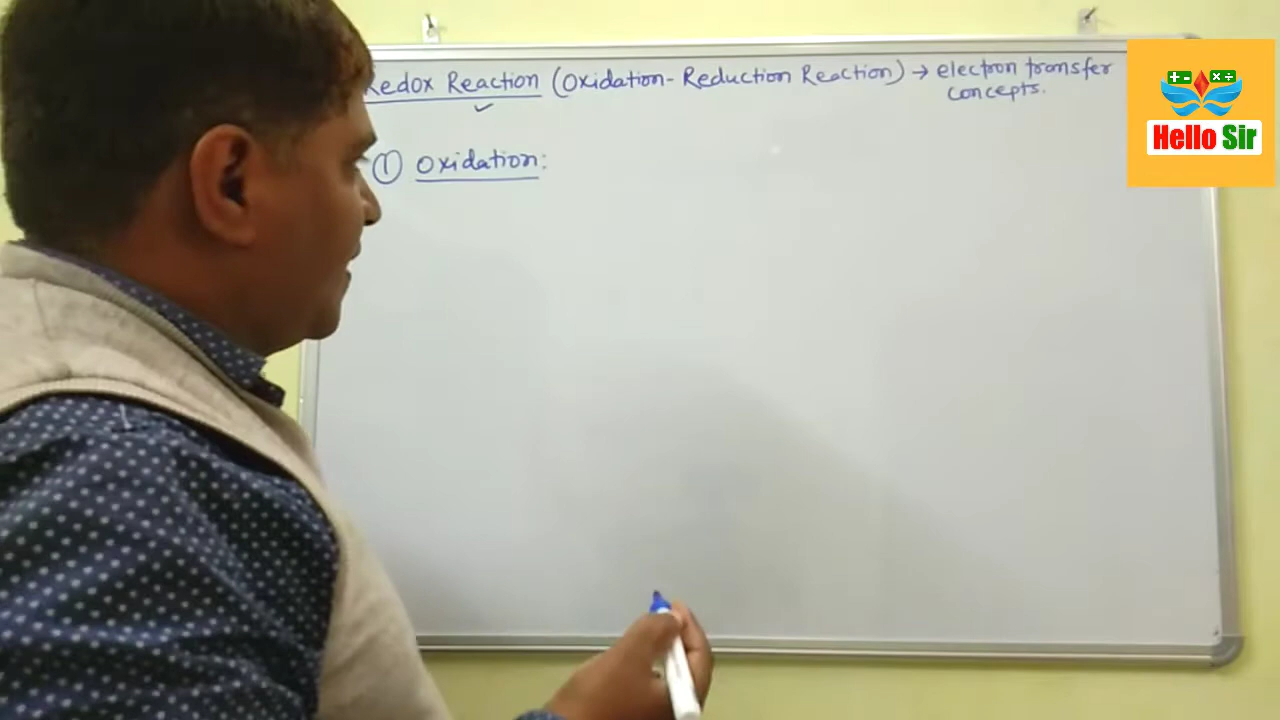 Redox Reaction (Oxidation-Reduction Reaction) → electron transfer
concepts.
① Oxidation:
+ - × ÷
Hello Sir